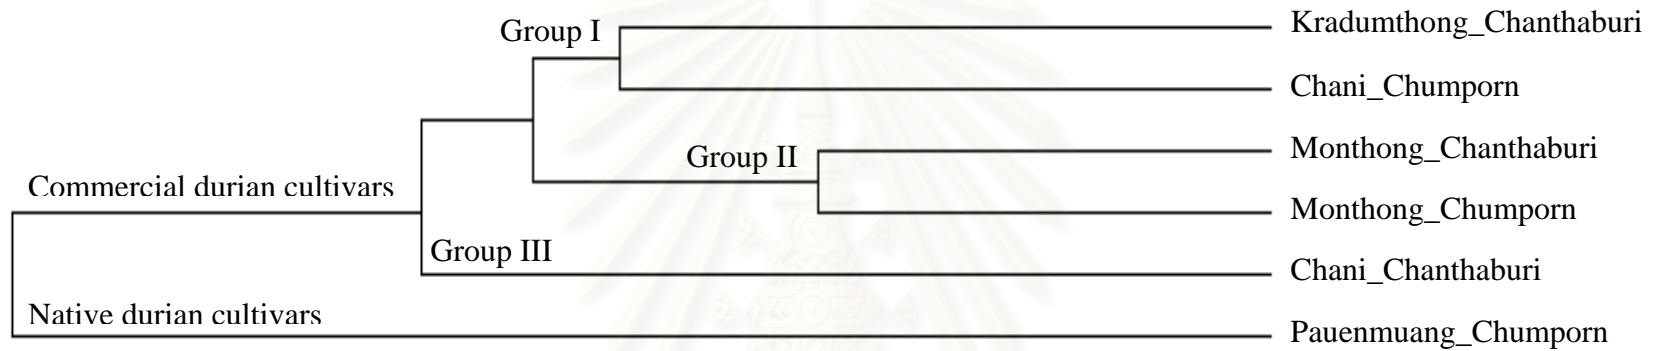 Kradumthong_Chanthaburi
Group I
Chani_Chumporn
Monthong_Chanthaburi
Group II
Commercial durian cultivars
Monthong_Chumporn
Group III
Chani_Chanthaburi
Native durian cultivars
Pauenmuang_Chumporn